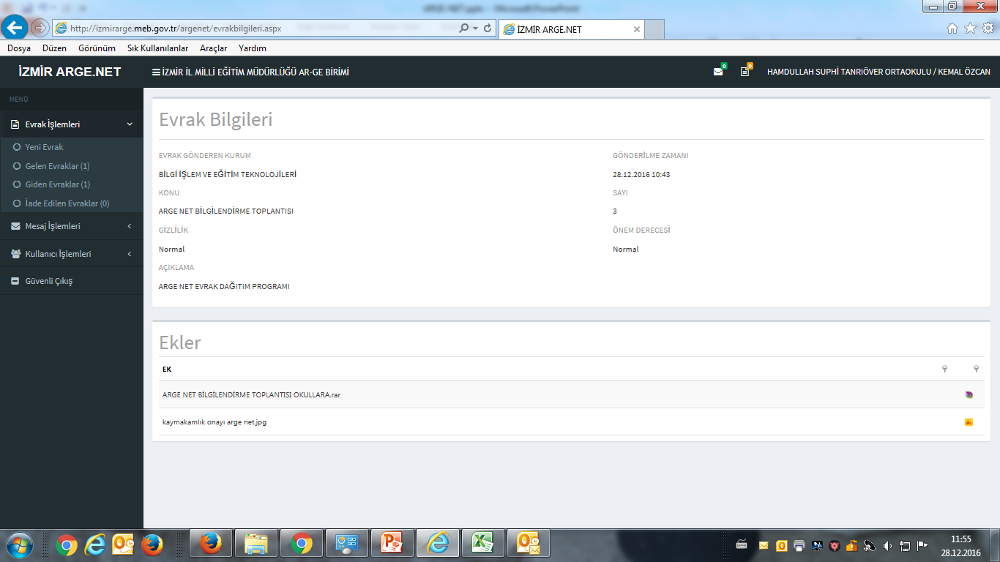 ARGE NET.pptx - Microsoft PowerPoint
http://izmirarge.meb.gov.tr/argenet/evrakbilgileri.aspx
İZMİR ARGE.NET
Dosya Düzen Görünüm Sık Kullanılanlar Araçlar Yardım
İZMİR ARGE.NET
İZMİR İL MİLLİ EĞİTİM MÜDÜRLÜĞÜ AR-GE BİRİMİ
0
0
HAMDULLAH SUPHİ TANRIÖVER ORTAOKULU / KEMAL ÖZCAN
MENÜ
Evrak İşlemleri
Yeni Evrak
Gelen Evraklar (1)
Giden Evraklar (1)
İade Edilen Evraklar (0)
Mesaj İşlemleri
Kullanıcı İşlemleri
Güvenli Çıkış
Evrak Bilgileri
EVRAK GÖNDEREN KURUM
GÖNDERİLME ZAMANI
BİLGİ İŞLEM VE EĞİTİM TEKNOLOJİLERİ
28.12.2016 10:43
KONU
SAYI
ARGE NET BİLGİLENDİRME TOPLANTISI
3
GİZLİLİK
ÖNEM DERECESİ
Normal
Normal
AÇIKLAMA
ARGE NET EVRAK DAĞITIM PROGRAMI
Ekler
EK
ARGE NET BİLGİLENDİRME TOPLANTISI OKULLARA.rar
kaymakamlık onayı arge net.jpg
11:55
28.12.2016